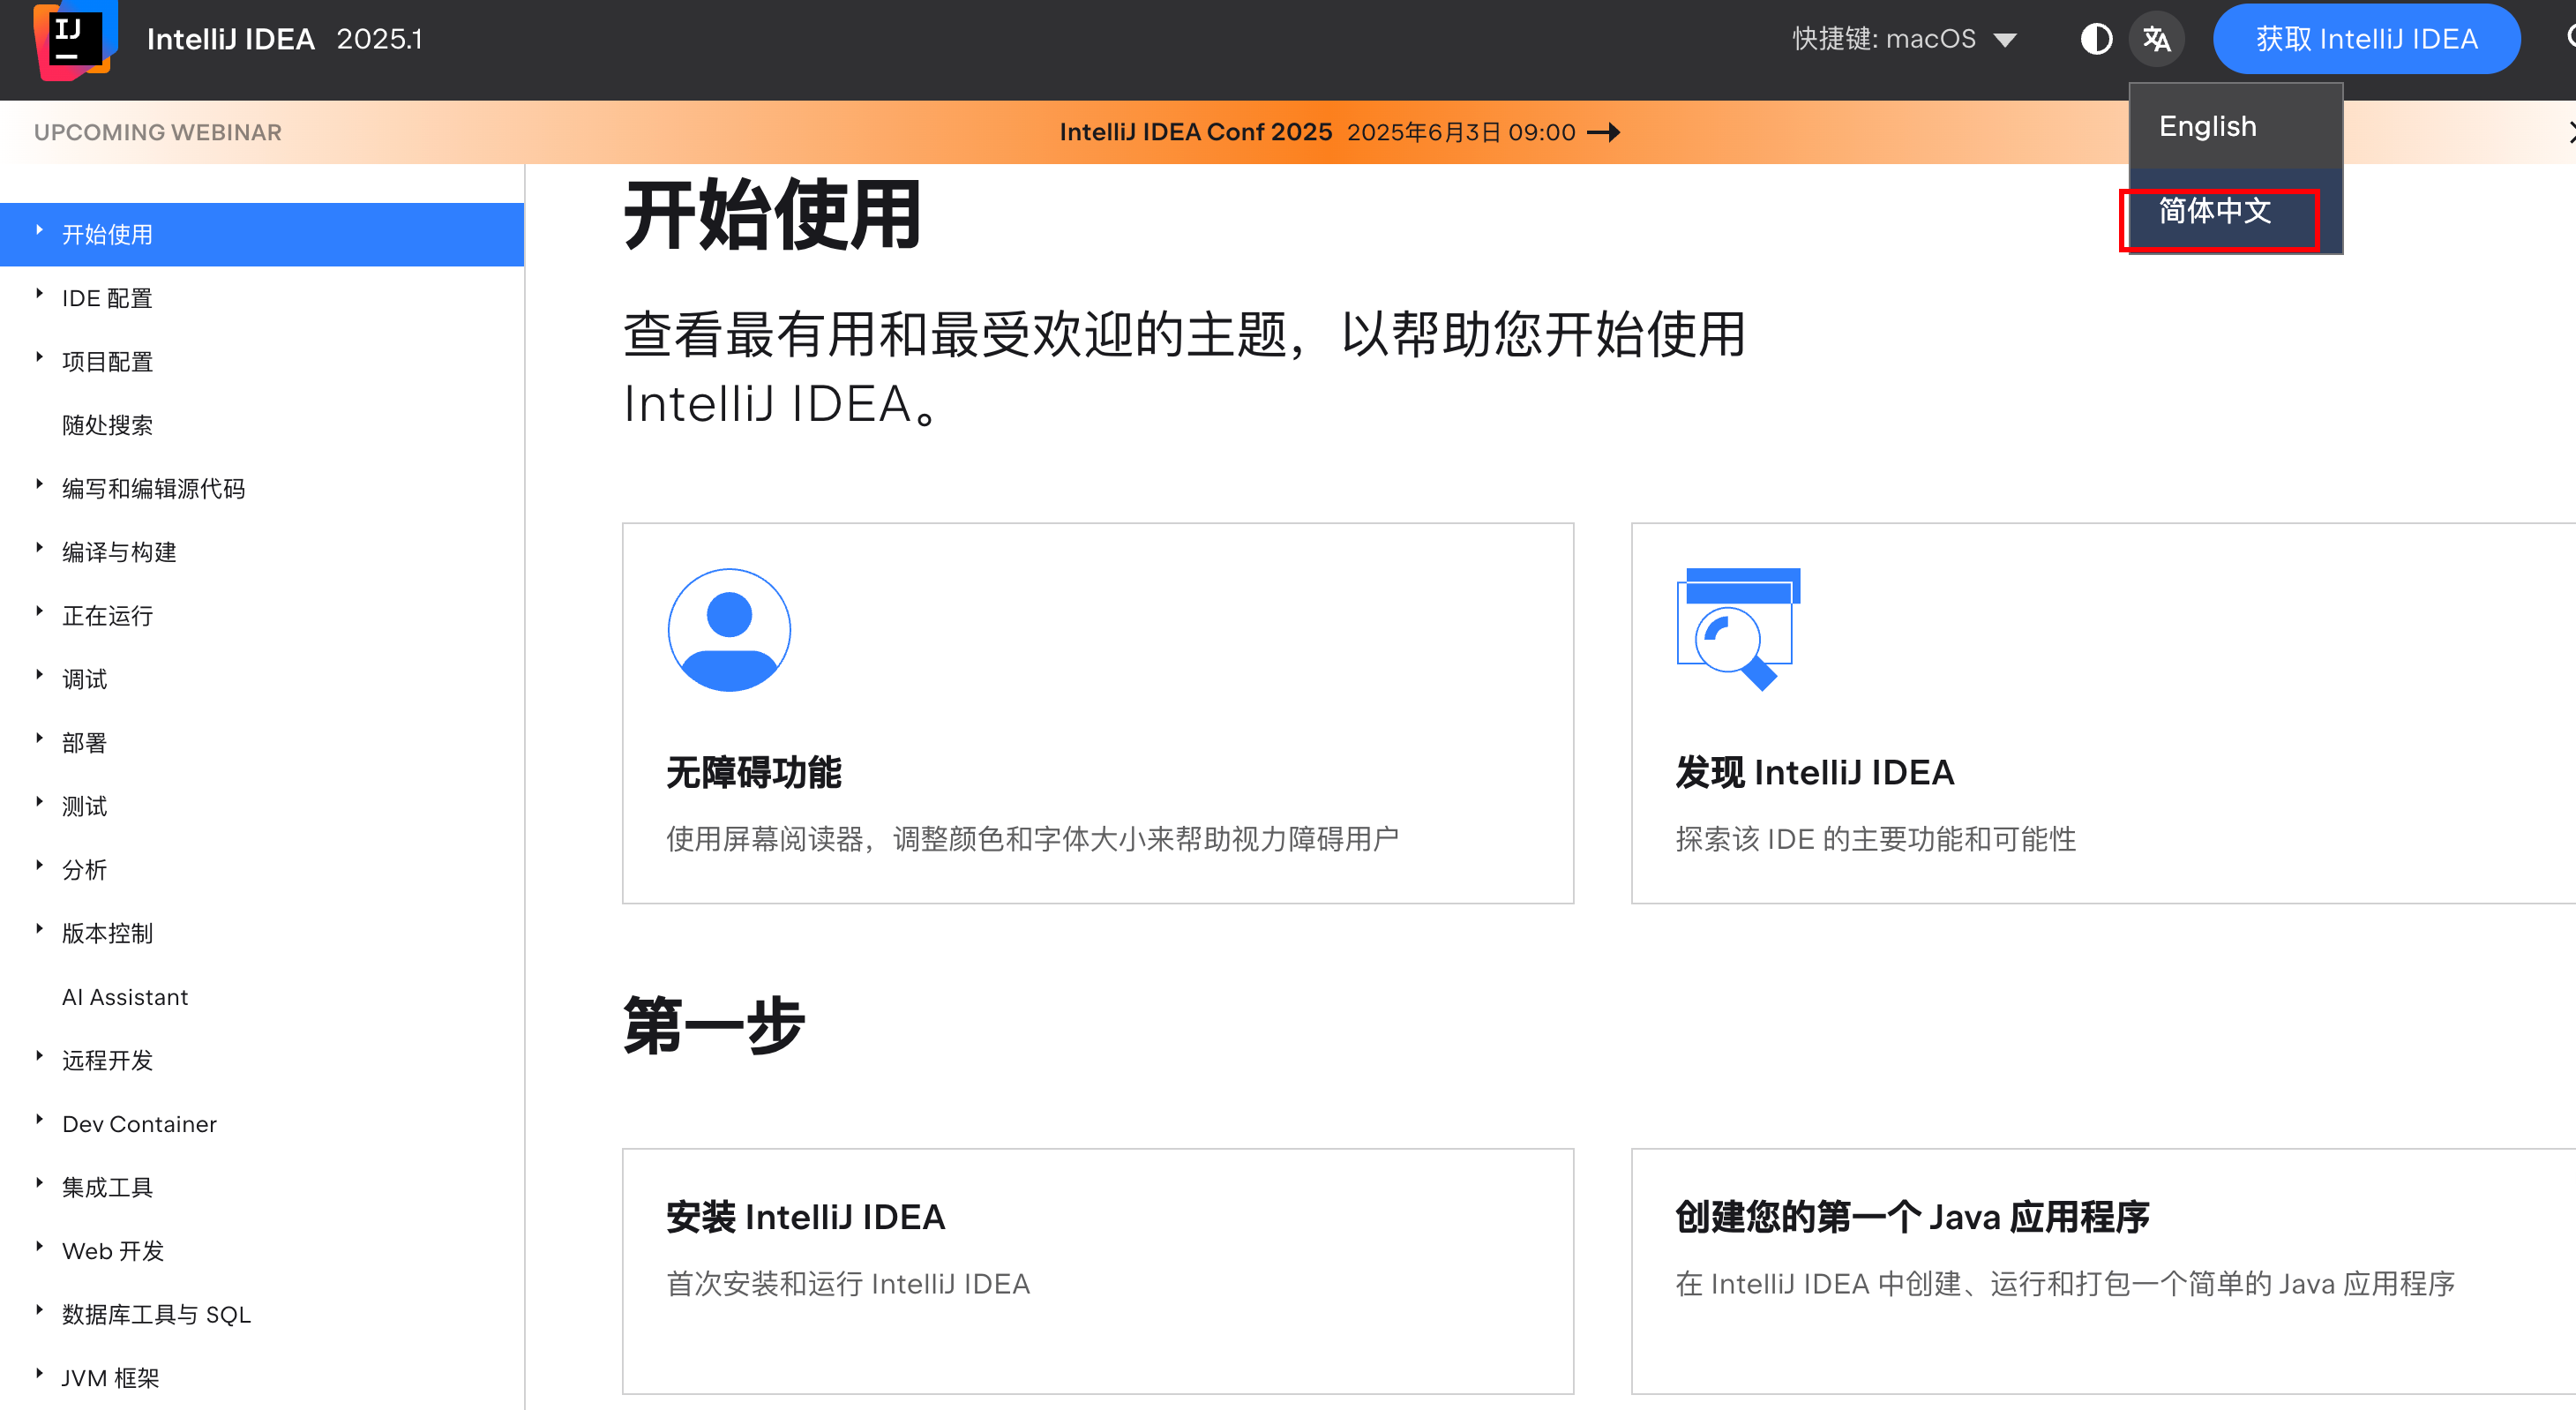 IJ
IntelliJ IDEA 2025.1
快捷键: macOS
获取 IntelliJ IDEA
English
简体中文
UPCOMING WEBINAR
IntelliJ IDEA Conf 2025 2025年6月3日 09:00
开始使用
IDE 配置
项目配置
随处搜索
编写和编辑源代码
编译与构建
正在运行
调试
部署
测试
分析
版本控制
AI Assistant
远程开发
Dev Container
集成工具
Web 开发
数据库工具与 SQL
JVM 框架
开始使用
查看最有用和最受欢迎的主题，以帮助您开始使用
IntelliJ IDEA。
无障碍功能
使用屏幕阅读器，调整颜色和字体大小来帮助视力障碍用户
发现 IntelliJ IDEA
探索该 IDE 的主要功能和可能性
第一步
安装 IntelliJ IDEA
首次安装和运行 IntelliJ IDEA
创建您的第一个 Java 应用程序
在 IntelliJ IDEA 中创建、运行和打包一个简单的 Java 应用程序